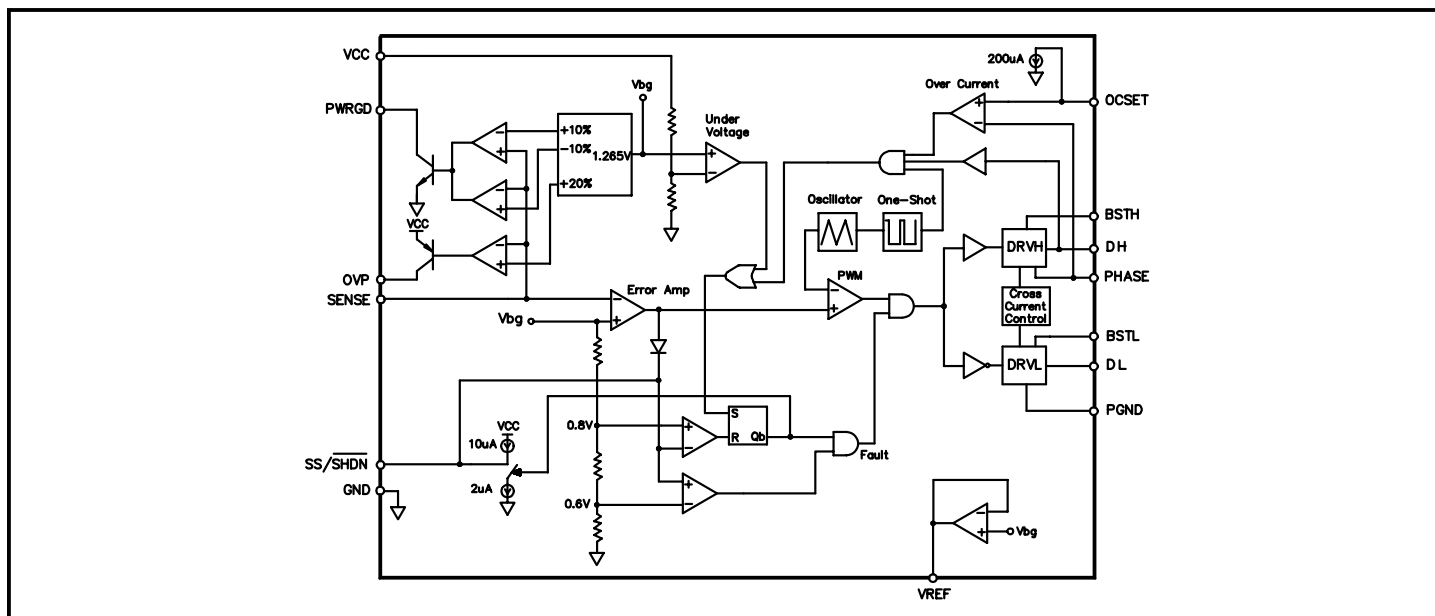 VCC
200uA
Vbg
Over Current
PWRGD
OCSET
+
−
Under
Voltage
+10%
−
−10%
1.265V
+
+
−
+20%
−
+
Oscillator
One-Shot
BSTH
VCC
DRVH
DH
−
+
OVP
PWM
PHASE
SENSE
Error Amp
−
Cross
Current
Control
−
Vbg
+
+
BSTL
DRVL
DL
S
PGND
VCC
0.8V
+
R
Qb
10uA
−
Fault
SS/SHDN
2uA
+
GND
0.6V
−
−
+
Vbg
VREF